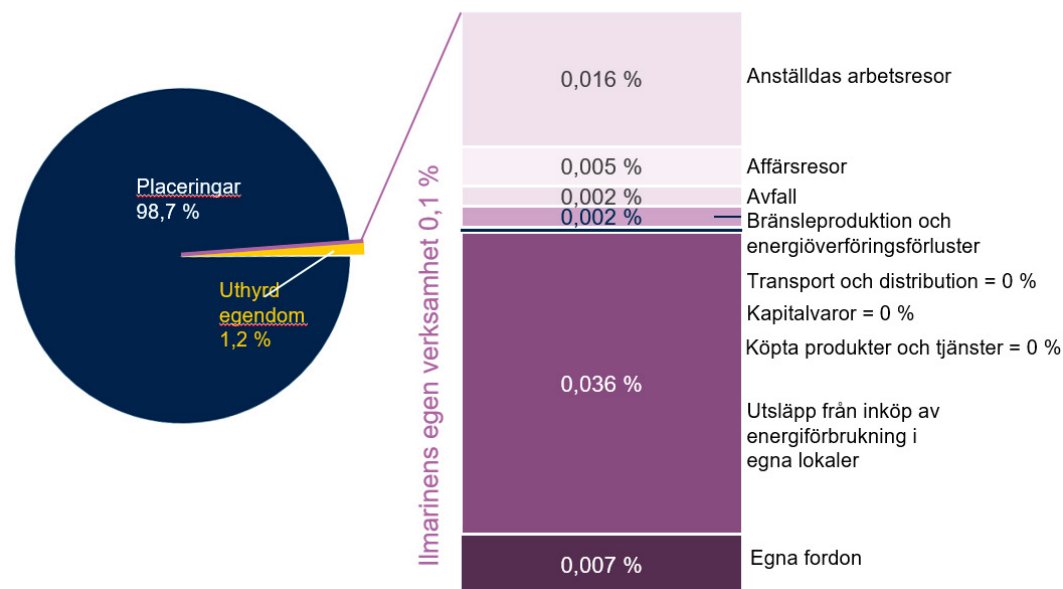 Placeringar
98,7 %
Uthyrd
egendom
1,2 %
Ilmarinens egen verksamhet 0,1 %
0,016 %
Anställdas arbetsresor
0,005 %
Affärsresor
0,002 %
Avfall
0,002 %
Bränsleproduktion och
energiöverföringsförluster
Transport och distribution = 0 %
Kapitalvaror = 0 %
Köpta produkter och tjänster = 0 %
0,036 %
Utsläpp från inköp av
energiförbrukning i
egna lokaler
0,007 %
Egna fordon